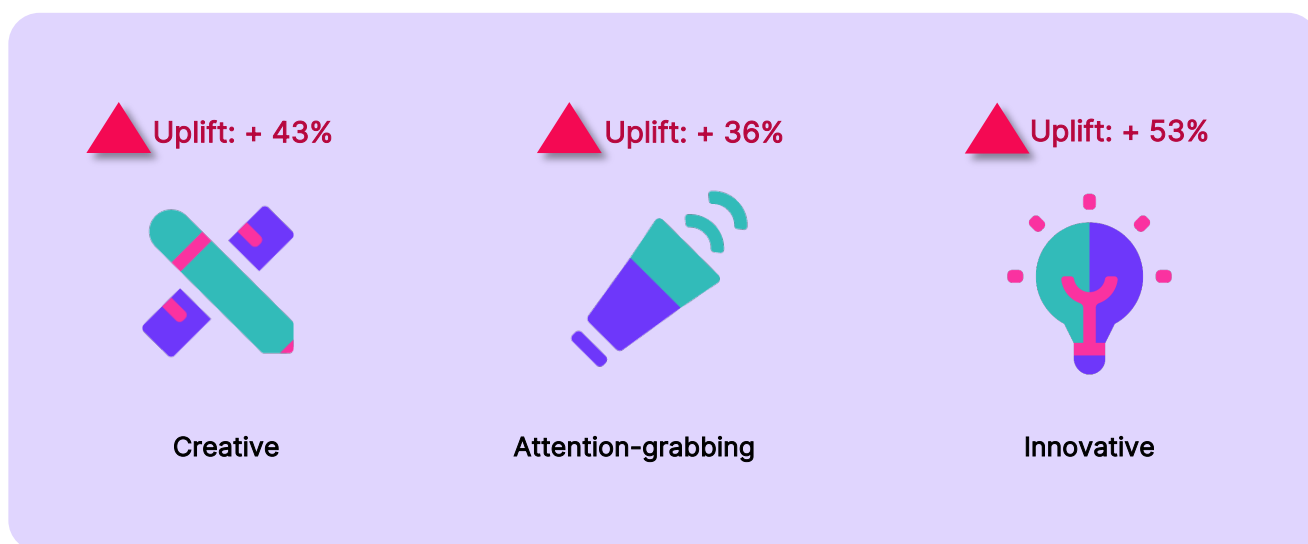 Uplift: + 43%
Uplift: + 36%
Uplift: + 53%
Creative
Attention-grabbing
Innovative